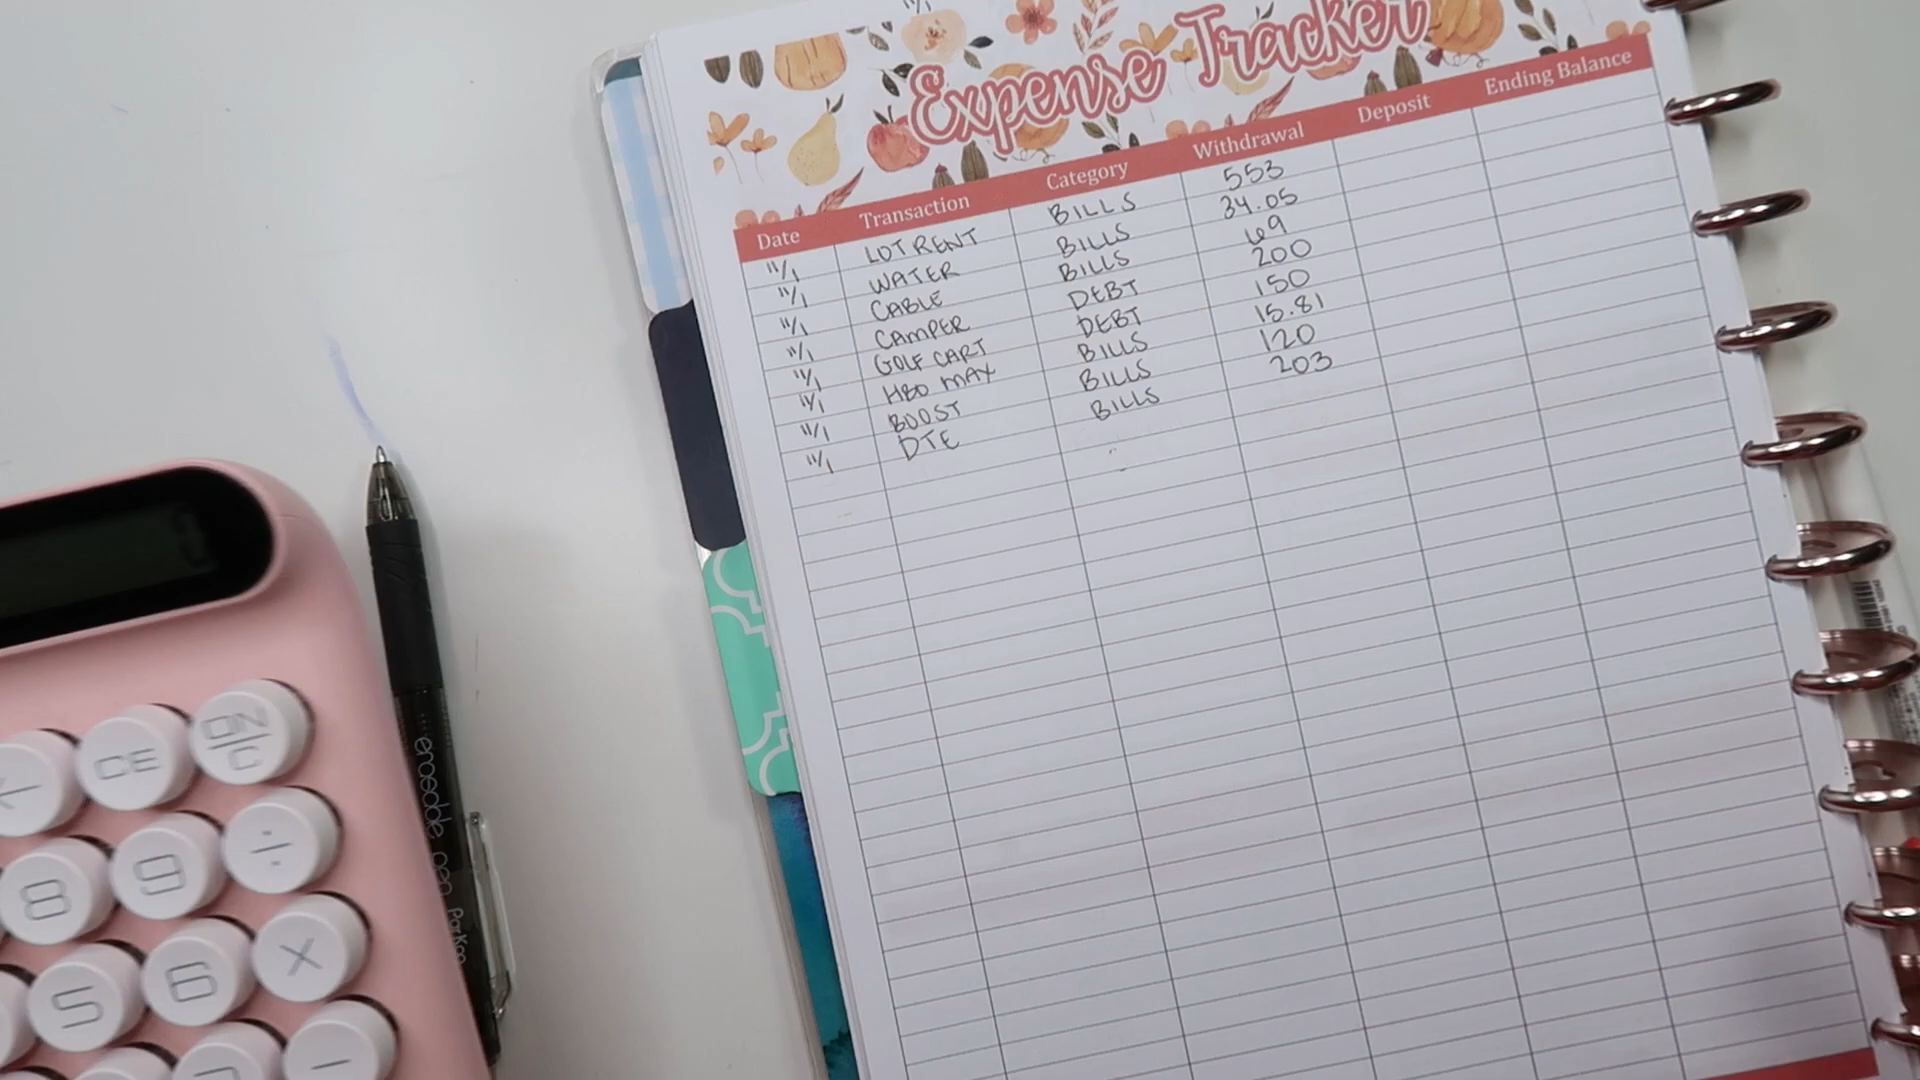 Expense Tracker
Date Transaction Category Withdrawal Deposit Ending Balance
11/1 LOT RENT BILLS 553
11/1 WATER BILLS 34.05
11/1 CABLE BILLS 69
11/1 CAMPER DEBT 200
11/1 GOLF CART DEBT 150
11/1 HBO MAX BILLS 15.81
11/1 BOOST BILLS 120
11/1 DTE BILLS 203
CE ON/C
8 9 ÷
5 6 ×
−
erasable gel